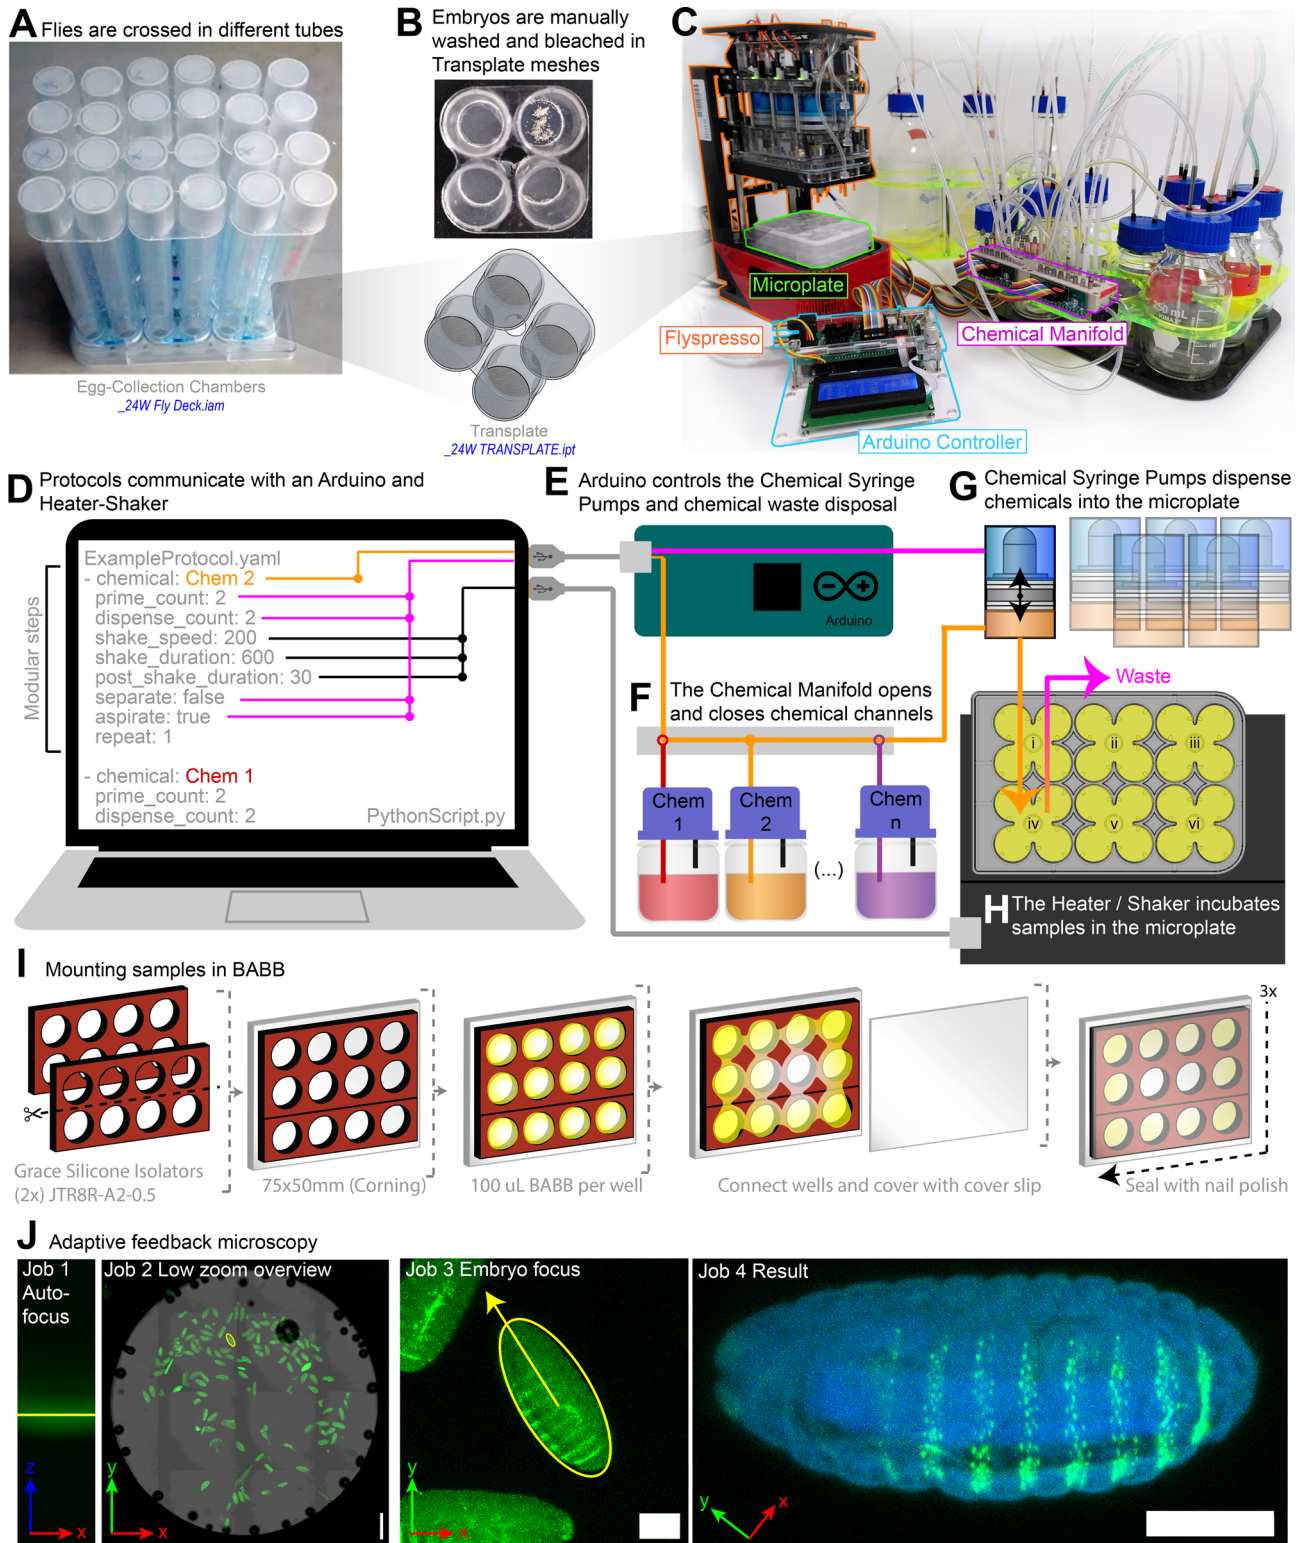 A Flies are crossed in different tubes
Egg-Collection Chambers
_24W Fly Deck.iam
B Embryos are manually
washed and bleached in
Transplate meshes
Transplate
_24W TRANSPLATE.ipt
C
Microplate
Flyspresso
Chemical Manifold
Arduino Controller
250 mL
D Protocols communicate with an Arduino and
Heater-Shaker
Modular steps
ExampleProtocol.yaml
- chemical: Chem 2
prime_count: 2
dispense_count: 2
shake_speed: 200
shake_duration: 600
post_shake_duration: 30
separate: false
aspirate: true
repeat: 1
- chemical: Chem 1
prime_count: 2
dispense_count: 2
PythonScript.py
E Arduino controls the Chemical Syringe
Pumps and chemical waste disposal
Arduino
F The Chemical Manifold opens
and closes chemical channels
Chem
1
Chem
2
(...)
Chem
n
G Chemical Syringe Pumps dispense
chemicals into the microplate
Waste
i
ii
iii
iv
v
vi
H The Heater / Shaker incubates
samples in the microplate
I Mounting samples in BABB
Grace Silicone Isolators
(2x) JTR8R-A2-0.5
75x50mm (Corning)
100 uL BABB per well
Connect wells and cover with cover slip
3x
Seal with nail polish
J Adaptive feedback microscopy
Job 1
Auto-
focus
z
x
Job 2 Low zoom overview
y
x
Job 3 Embryo focus
y
x
Job 4 Result
y
x